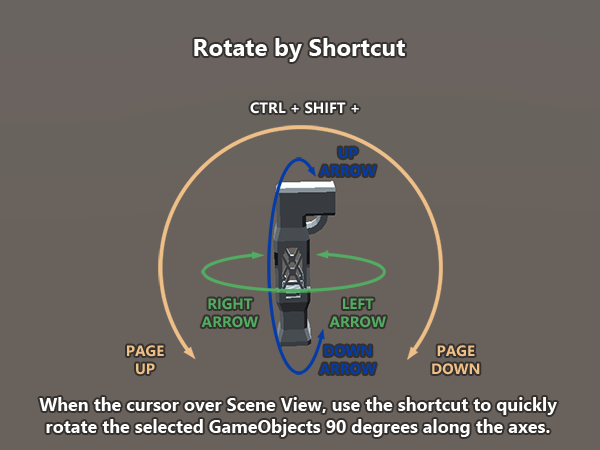 Rotate by Shortcut
CTRL + SHIFT +
UP
ARROW
RIGHT
ARROW
LEFT
ARROW
PAGE
UP
DOWN
ARROW
PAGE
DOWN
When the cursor over Scene View, use the shortcut to quickly
rotate the selected GameObjects 90 degrees along the axes.